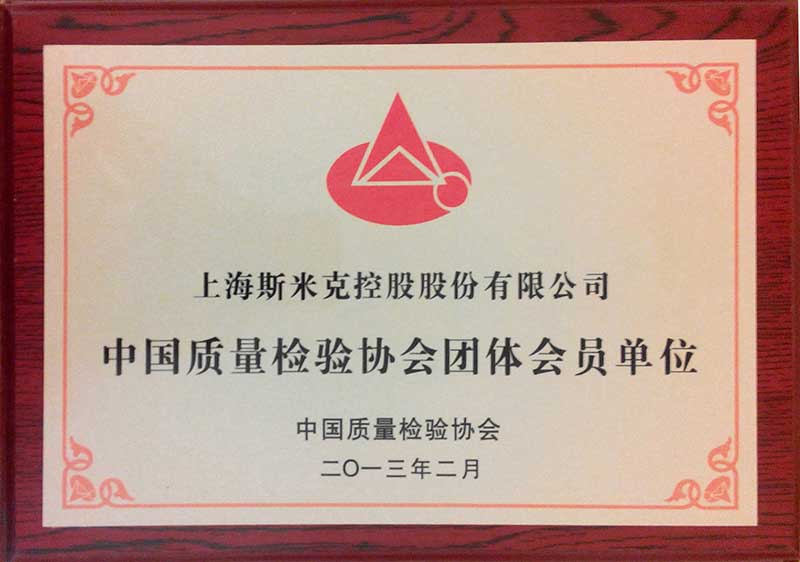 上海斯米克控股股份有限公司
中国质量检验协会团体会员单位
中国质量检验协会
二〇一三年二月